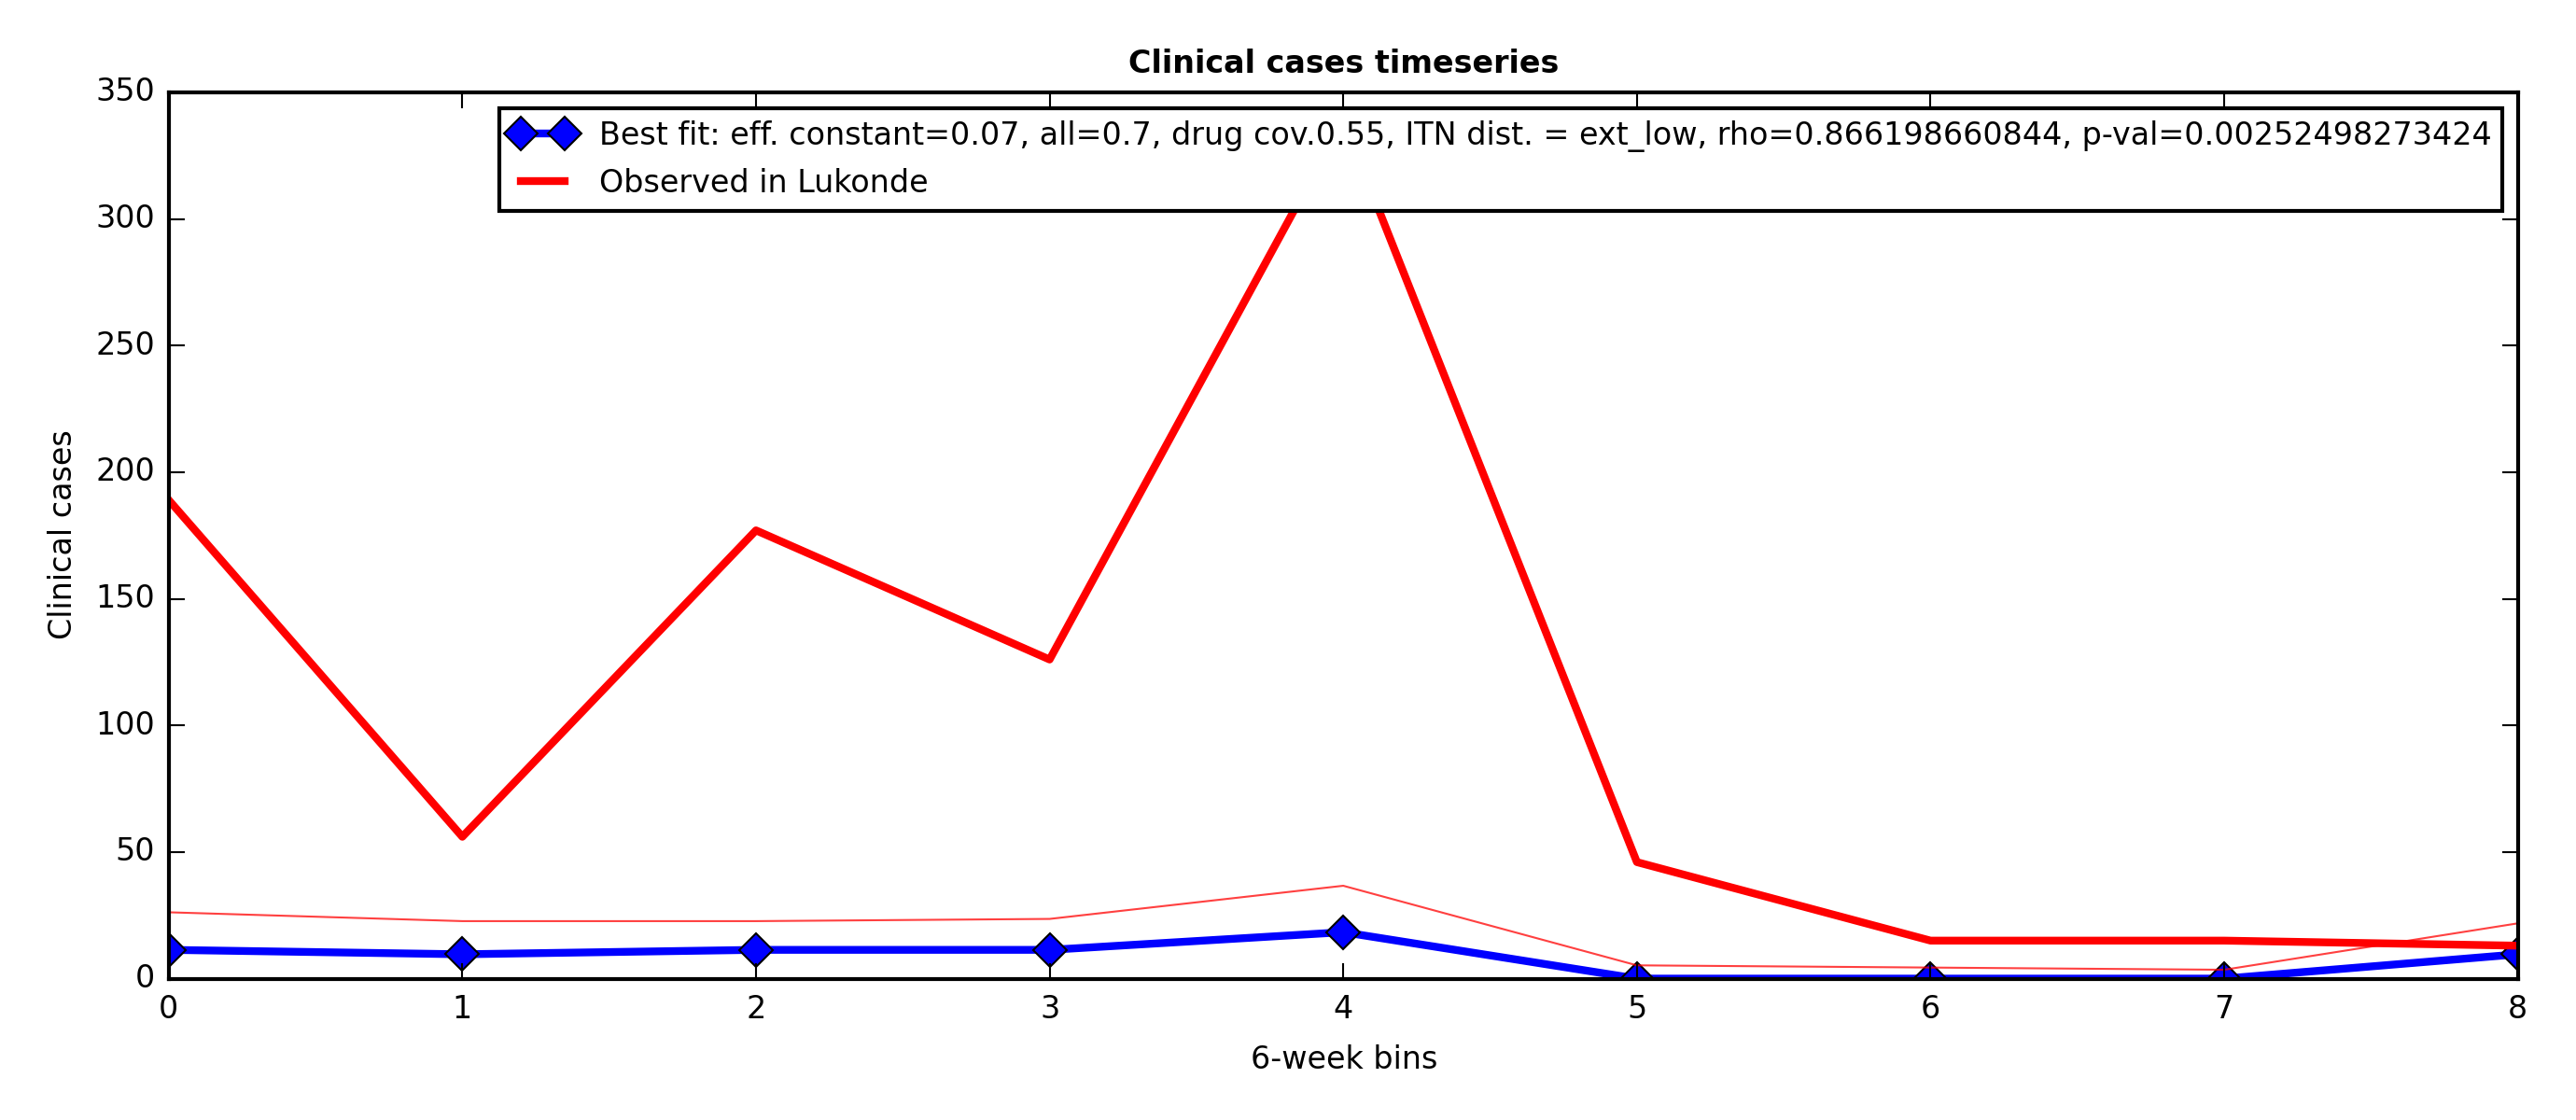 Clinical cases timeseries
350
300
250
200
150
100
50
0
Clinical cases
Best fit: eff. constant=0.07, all=0.7, drug cov.0.55, ITN dist. = ext_low, rho=0.866198660844, p-val=0.00252498273424
Observed in Lukonde
0 1 2 3 4 5 6 7 8
6-week bins